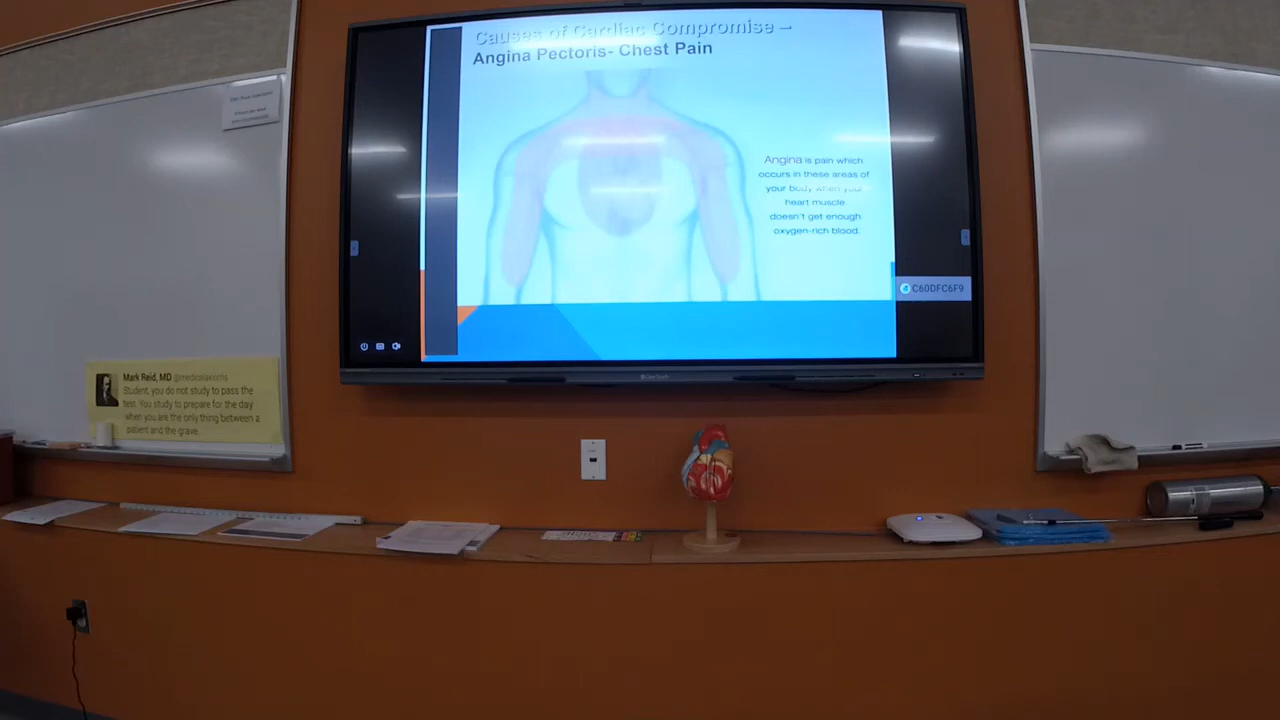 Causes of Cardiac Compromise –
Angina Pectoris- Chest Pain
Angina is pain which
occurs in these areas of
your body when your
heart muscle
doesn't get enough
oxygen-rich blood.
C60DFC6F9
Mark Reid, MD @medicalaxioms
Student, you do not study to pass the
test. You study to prepare for the day
when you are the only thing between a
patient and the grave.